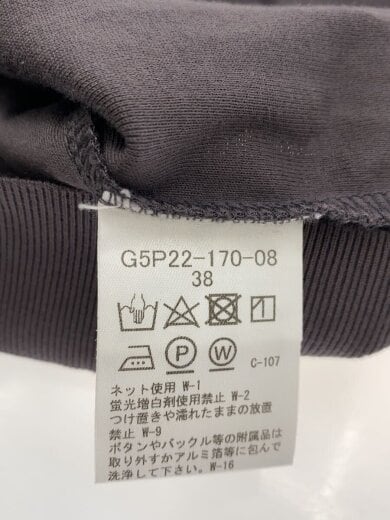 G5P22-170-08
38
P W C-107
ネット使用 W-1
蛍光増白剤使用禁止 W-2
つけ置きや濡れたままの放置
禁止 W-9
ボタンやバックル等の附属品は
取り外すかアルミ箔等に包んで
洗浄して下さい。W-16